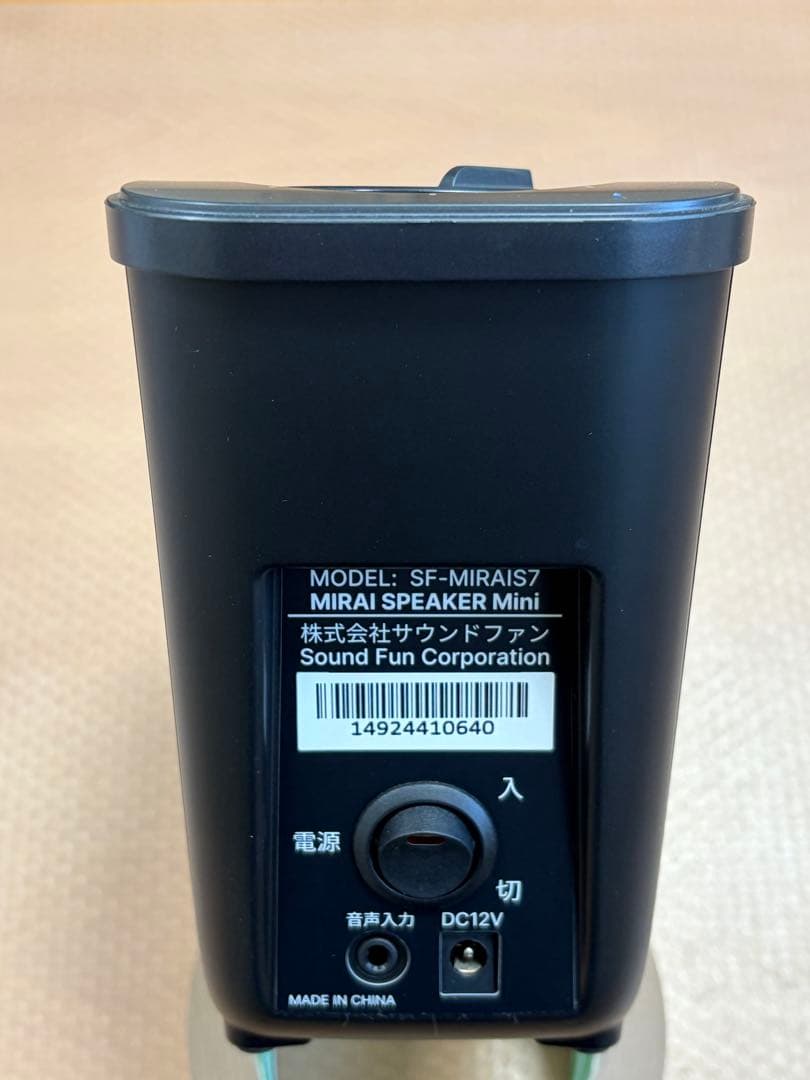 MODEL: SF-MIRAIS7
MIRAI SPEAKER Mini
株式会社サウンドファン
Sound Fun Corporation
14924410640
入
電源
切
音声入力 DC12V
MADE IN CHINA